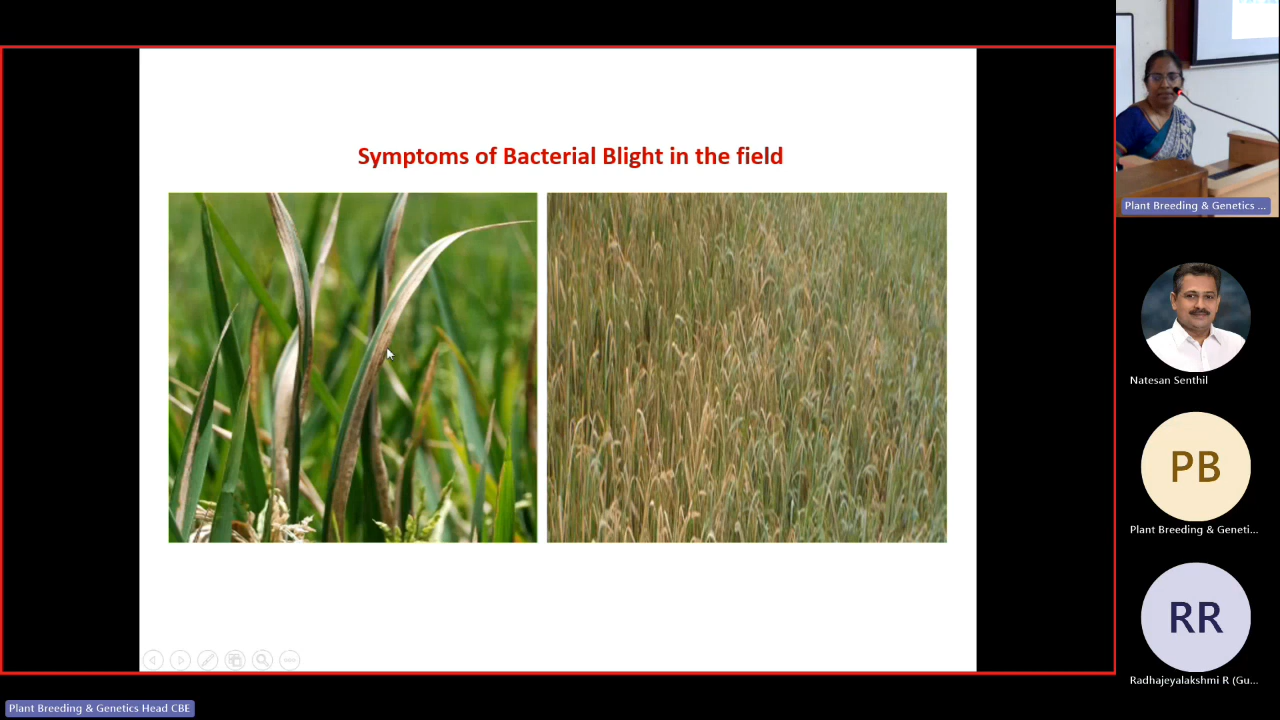 Symptoms of Bacterial Blight in the field
Plant Breeding & Genetics ...
Natesan Senthil
PB
Plant Breeding & Geneti...
RR
Radhajeyalakshmi R (Gu...
Plant Breeding & Genetics Head CBE